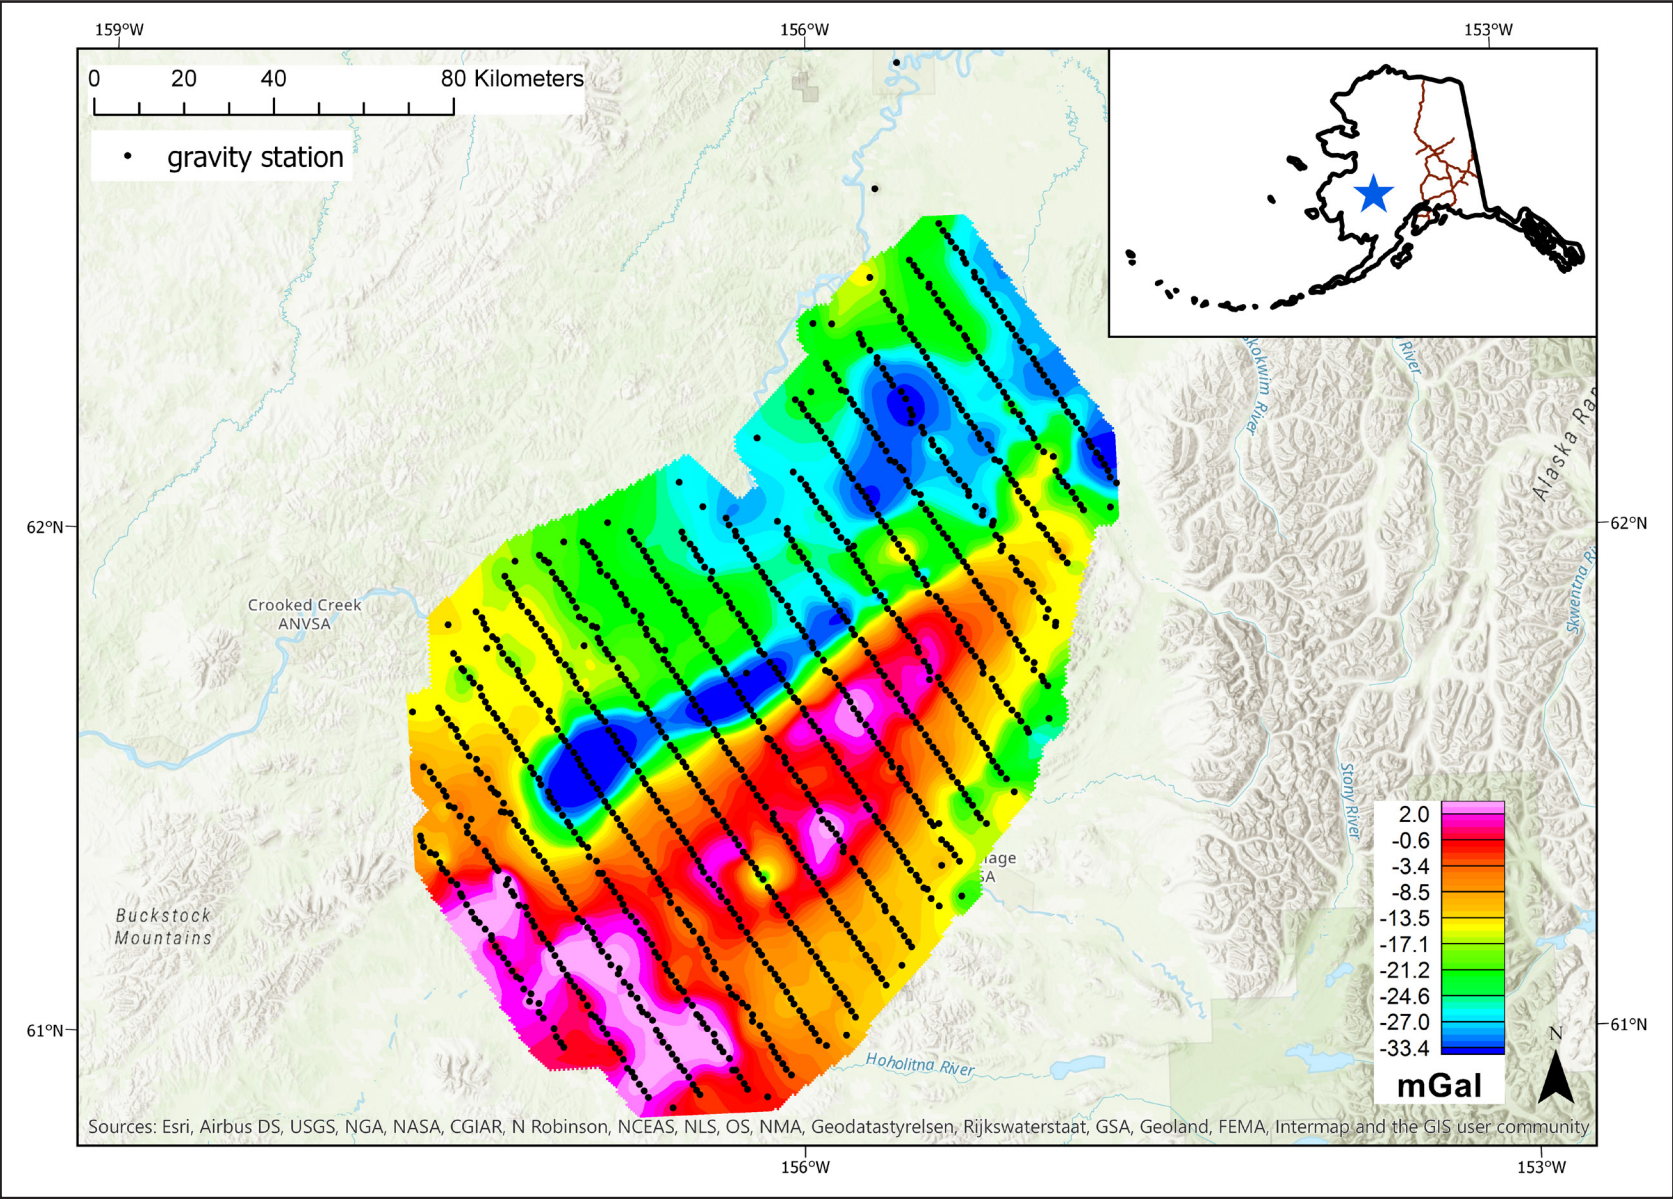 159°W
156°W
153°W
0 20 40 80 Kilometers
gravity station
River
River
Alaska
62°N
62°N
Crooked Creek
ANVSA
Skwentna
Stony River
2.0
-0.6
-3.4
-8.5
-13.5
-17.1
-21.2
-24.6
-27.0
-33.4
mGal
Buckstock
Mountains
61°N
61°N
N
Hoholitna River
Sources: Esri, Airbus DS, USGS, NGA, NASA, CGIAR, N Robinson, NCEAS, NLS, OS, NMA, Geodatastyrelsen, Rijkswaterstaat, GSA, Geoland, FEMA, Intermap and the GIS user community
156°W
153°W